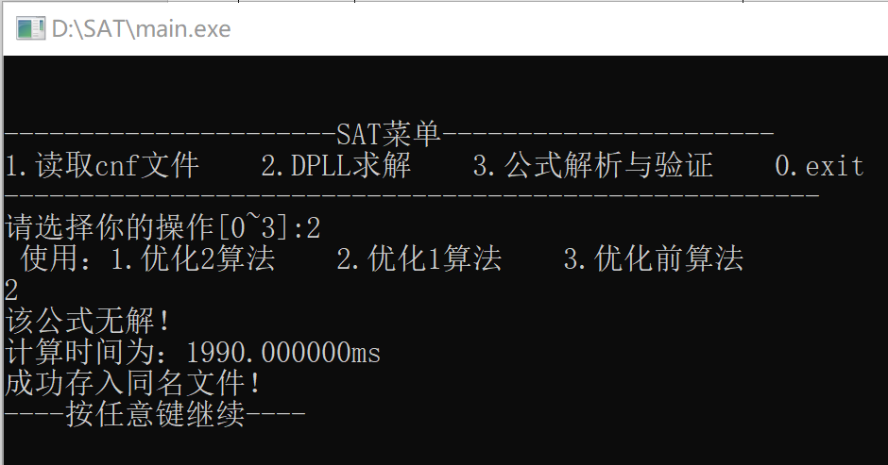 D:\SAT\main.exe
----------------------SAT菜单----------------------
1.读取cnf文件    2.DPLL求解    3.公式解析与验证    0.exit
------------------------------------------------------
请选择你的操作[0~3]:2
 使用：1.优化2算法    2.优化1算法    3.优化前算法
2
该公式无解！
计算时间为：1990.000000ms
成功存入同名文件！
----按任意键继续----